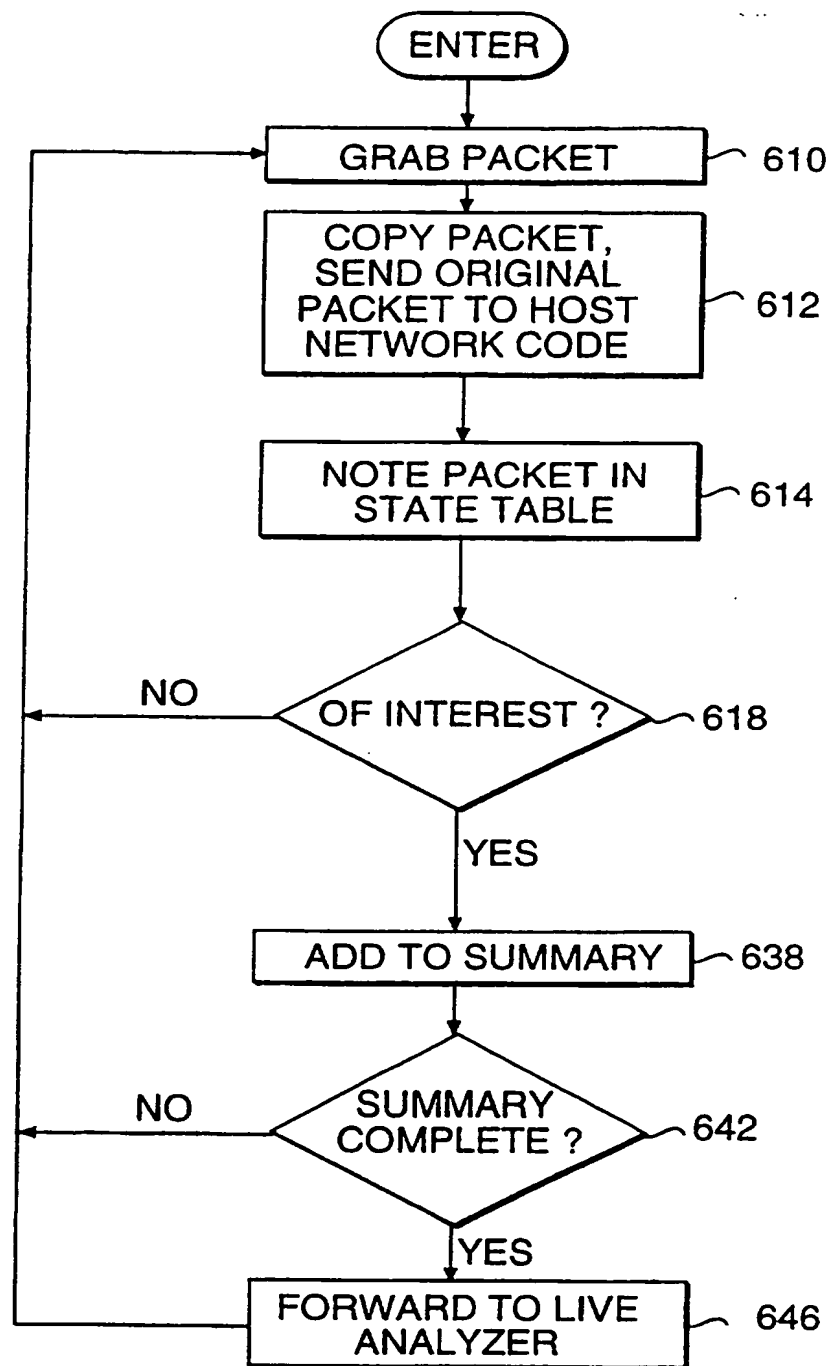 ENTER
GRAB PACKET
610
COPY PACKET,
SEND ORIGINAL
PACKET TO HOST
NETWORK CODE
612
NOTE PACKET IN
STATE TABLE
614
NO
OF INTEREST ?
618
YES
ADD TO SUMMARY
638
NO
SUMMARY
COMPLETE ?
642
YES
FORWARD TO LIVE
ANALYZER
646